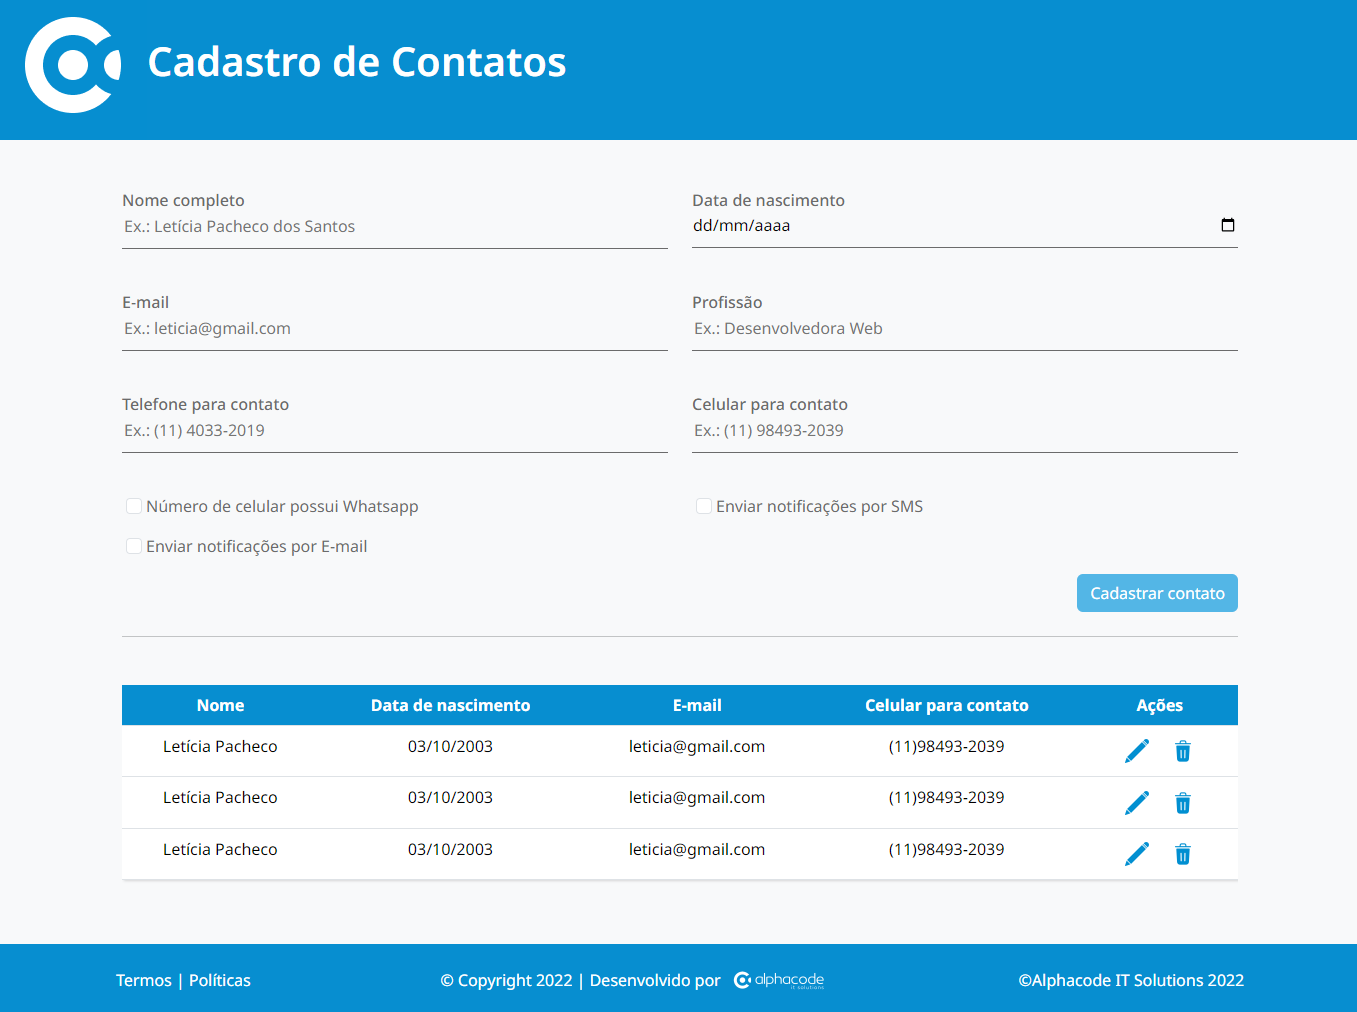 Cadastro de Contatos
Nome completo
Ex.: Letícia Pacheco dos Santos
Data de nascimento
dd/mm/aaaa
E-mail
Ex.: leticia@gmail.com
Profissão
Ex.: Desenvolvedora Web
Telefone para contato
Ex.: (11) 4033-2019
Celular para contato
Ex.: (11) 98493-2039
Número de celular possui Whatsapp
Enviar notificações por SMS
Enviar notificações por E-mail
Cadastrar contato
Nome Data de nascimento E-mail Celular para contato Ações
Letícia Pacheco 03/10/2003 leticia@gmail.com (11)98493-2039
Letícia Pacheco 03/10/2003 leticia@gmail.com (11)98493-2039
Letícia Pacheco 03/10/2003 leticia@gmail.com (11)98493-2039
Termos | Políticas
© Copyright 2022 | Desenvolvido por
alphacode
it solutions
©Alphacode IT Solutions 2022